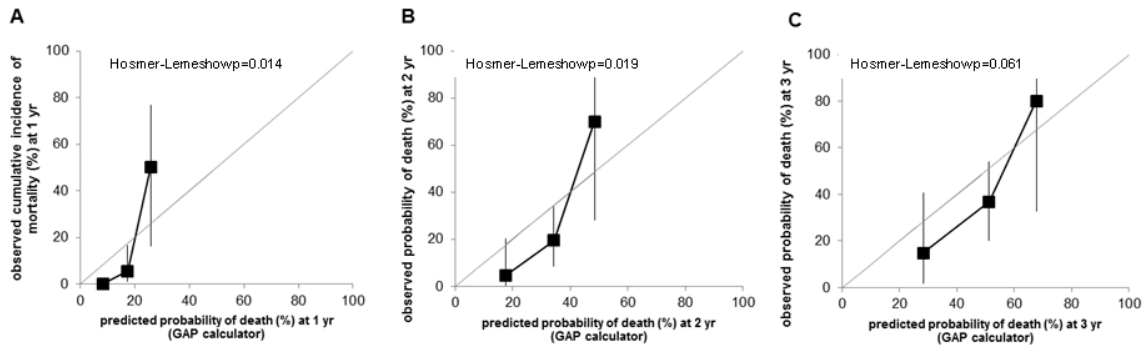 A
Hosmer-Lemeshowp=0.014
observed cumulative incidence of
mortality (%) at 1 yr
100
80
60
40
20
0
0 20 40 60 80 100
predicted probability of death (%) at 1 yr
(GAP calculator)
B
Hosmer-Lemeshowp=0.019
observed probability of death (%) at 2 yr
100
80
60
40
20
0
0 20 40 60 80 100
predicted probability of death (%) at 2 yr
(GAP calculator)
C
Hosmer-Lemeshowp=0.061
observed probability of death (%) at 3 yr
100
80
60
40
20
0
0 20 40 60 80 100
predicted probability of death (%) at 3 yr
(GAP calculator)